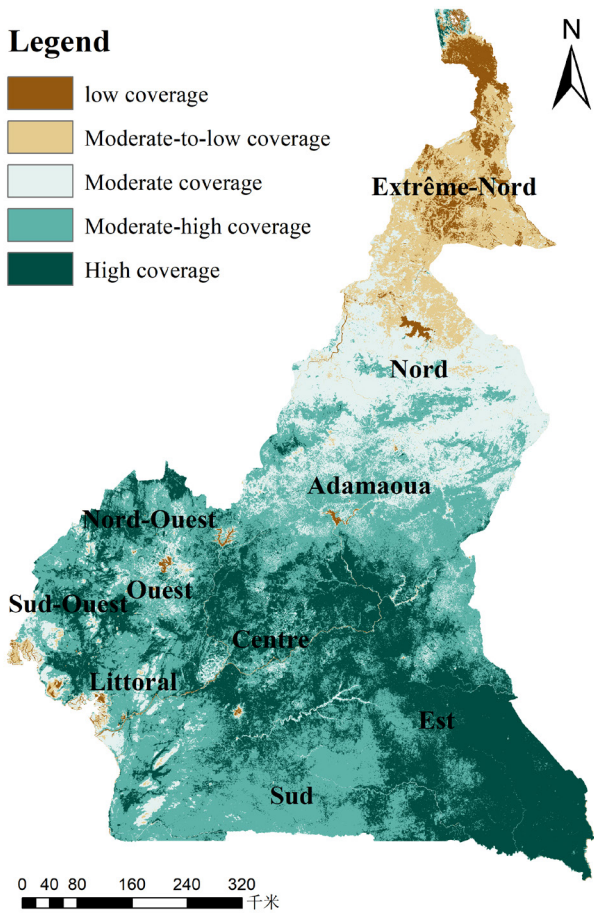 Legend
low coverage
Moderate-to-low coverage
Moderate coverage
Moderate-high coverage
High coverage
N
Extrême-Nord
Nord
Adamaoua
Nord-Ouest
Ouest
Sud-Ouest
Centre
Littoral
Est
Sud
0 40 80 160 240 320
千米